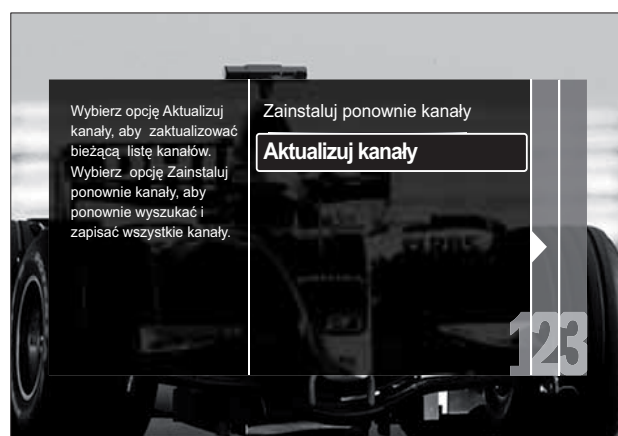 Wybierz opcję Aktualizuj
kanały, aby zaktualizować
bieżącą listę kanałów.
Wybierz opcję Zainstaluj
ponownie kanały, aby
ponownie wyszukać i
zapisać wszystkie kanały.
Zainstaluj ponownie kanały
Aktualizuj kanały
123